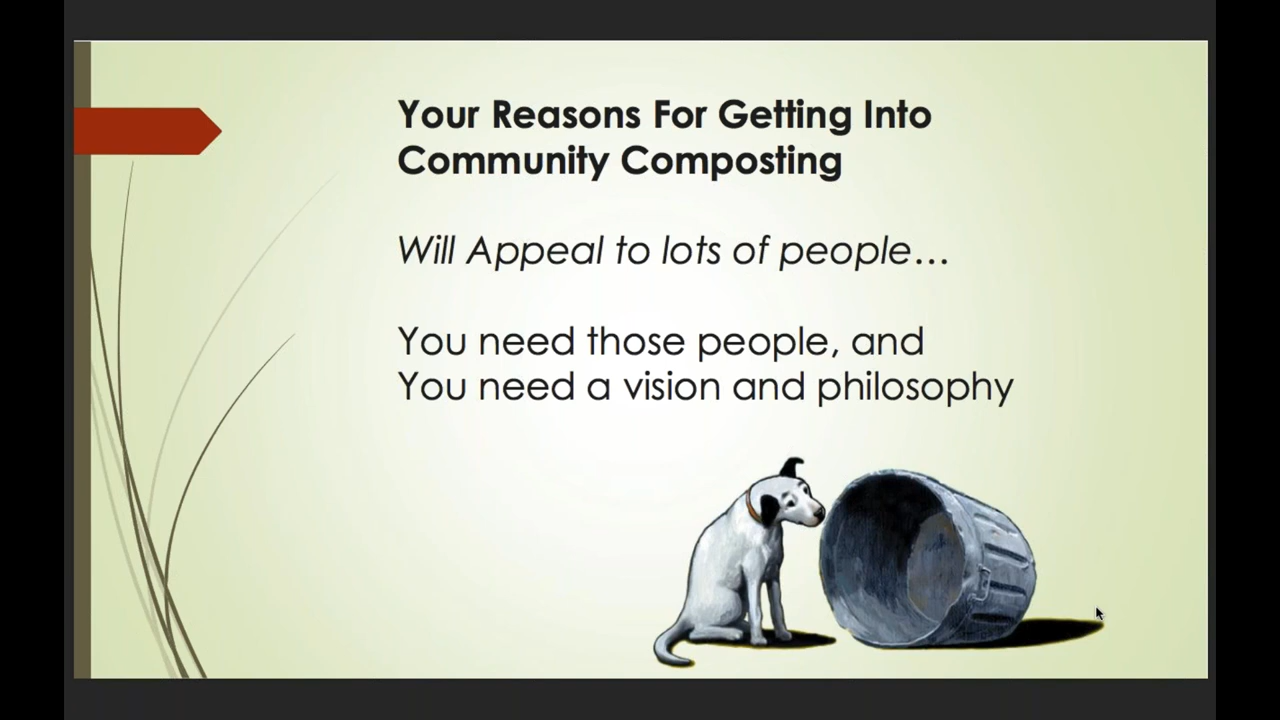 Your Reasons For Getting Into
Community Composting
Will Appeal to lots of people...
You need those people, and
You need a vision and philosophy